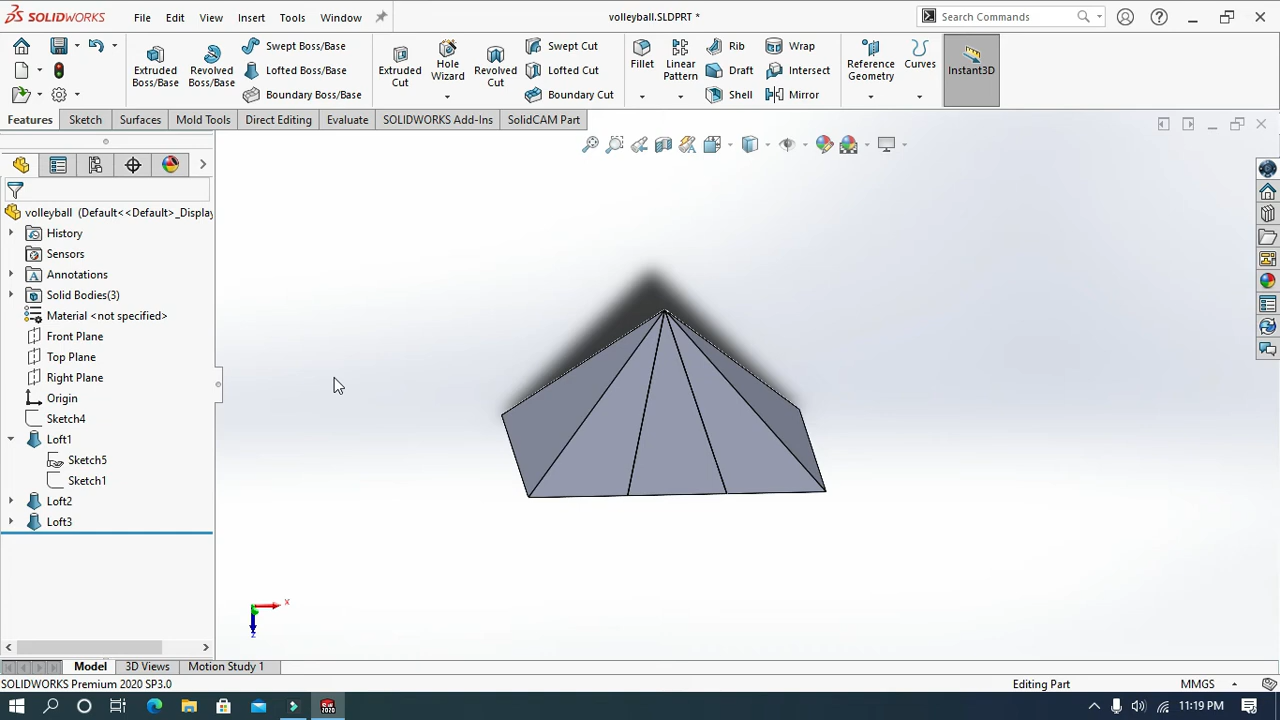 SOLIDWORKS
File Edit View Insert Tools Window
volleyball.SLDPRT *
Search Commands
Extruded Boss/Base
Revolved Boss/Base
Swept Boss/Base
Lofted Boss/Base
Boundary Boss/Base
Extruded Cut
Hole Wizard
Revolved Cut
Swept Cut
Lofted Cut
Boundary Cut
Fillet
Linear Pattern
Rib
Draft
Shell
Wrap
Intersect
Mirror
Reference Geometry
Curves
Instant3D
Features Sketch Surfaces Mold Tools Direct Editing Evaluate SOLIDWORKS Add-Ins SolidCAM Part
volleyball (Default<<Default>_Display
History
Sensors
Annotations
Solid Bodies(3)
Material <not specified>
Front Plane
Top Plane
Right Plane
Origin
Sketch4
Loft1
Sketch5
Sketch1
Loft2
Loft3
x
z
Model 3D Views Motion Study 1
SOLIDWORKS Premium 2020 SP3.0
Editing Part
MMGS
11:19 PM